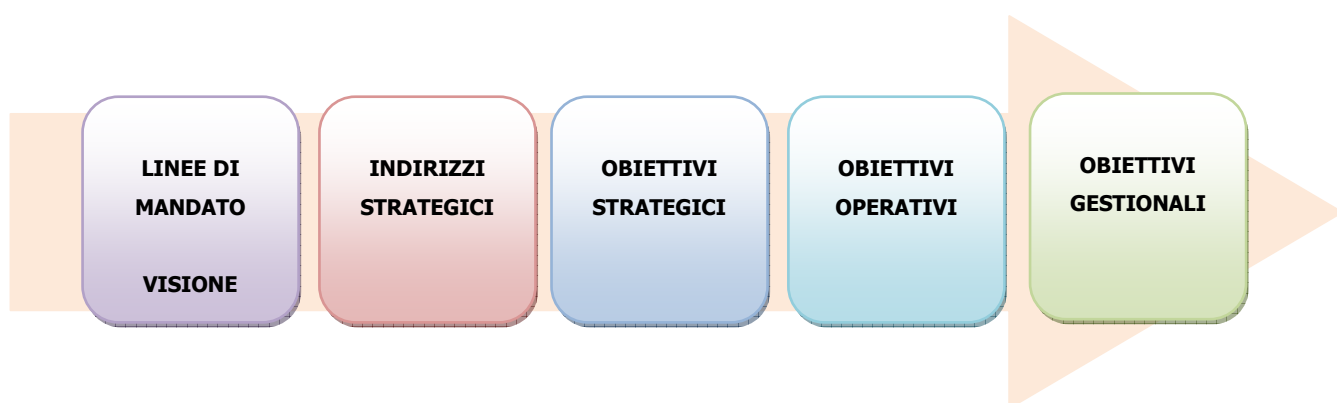 LINEE DI
MANDATO
VISIONE
INDIRIZZI
STRATEGICI
OBIETTIVI
STRATEGICI
OBIETTIVI
OPERATIVI
OBIETTIVI
GESTIONALI